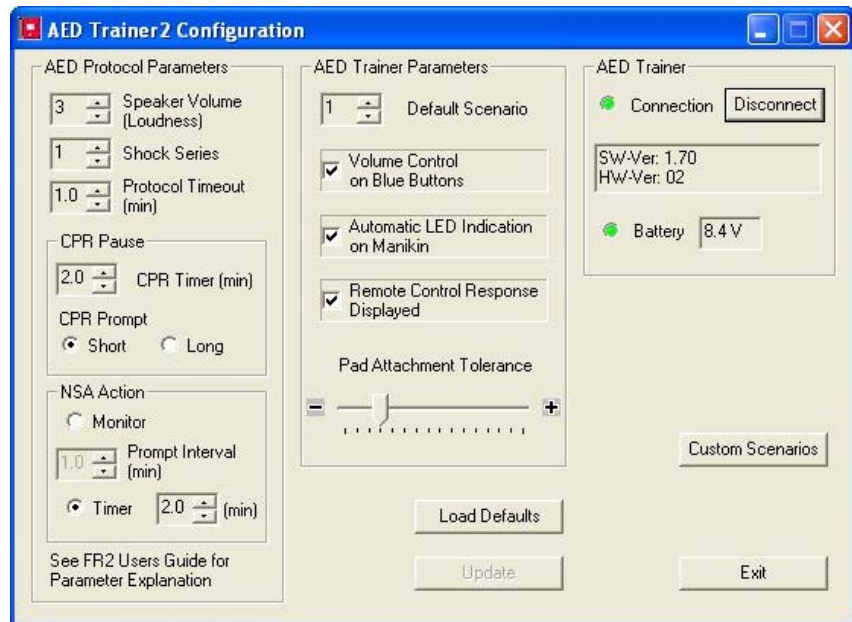 AED Trainer2 Configuration
AED Protocol Parameters
3
Speaker Volume
(Loudness)
1
Shock Series
1.0
Protocol Timeout
(min)
CPR Pause
2.0
CPR Timer (min)
CPR Prompt
Short
Long
NSA Action
Monitor
1.0
Prompt Interval
(min)
Timer
2.0
(min)
See FR2 Users Guide for
Parameter Explanation
AED Trainer Parameters
1
Default Scenario
Volume Control
on Blue Buttons
Automatic LED Indication
on Manikin
Remote Control Response
Displayed
Pad Attachment Tolerance
- +
Load Defaults
Update
AED Trainer
Connection
Disconnect
SW-Ver: 1.70
HW-Ver: 02
Battery
8.4 V
Custom Scenarios
Exit